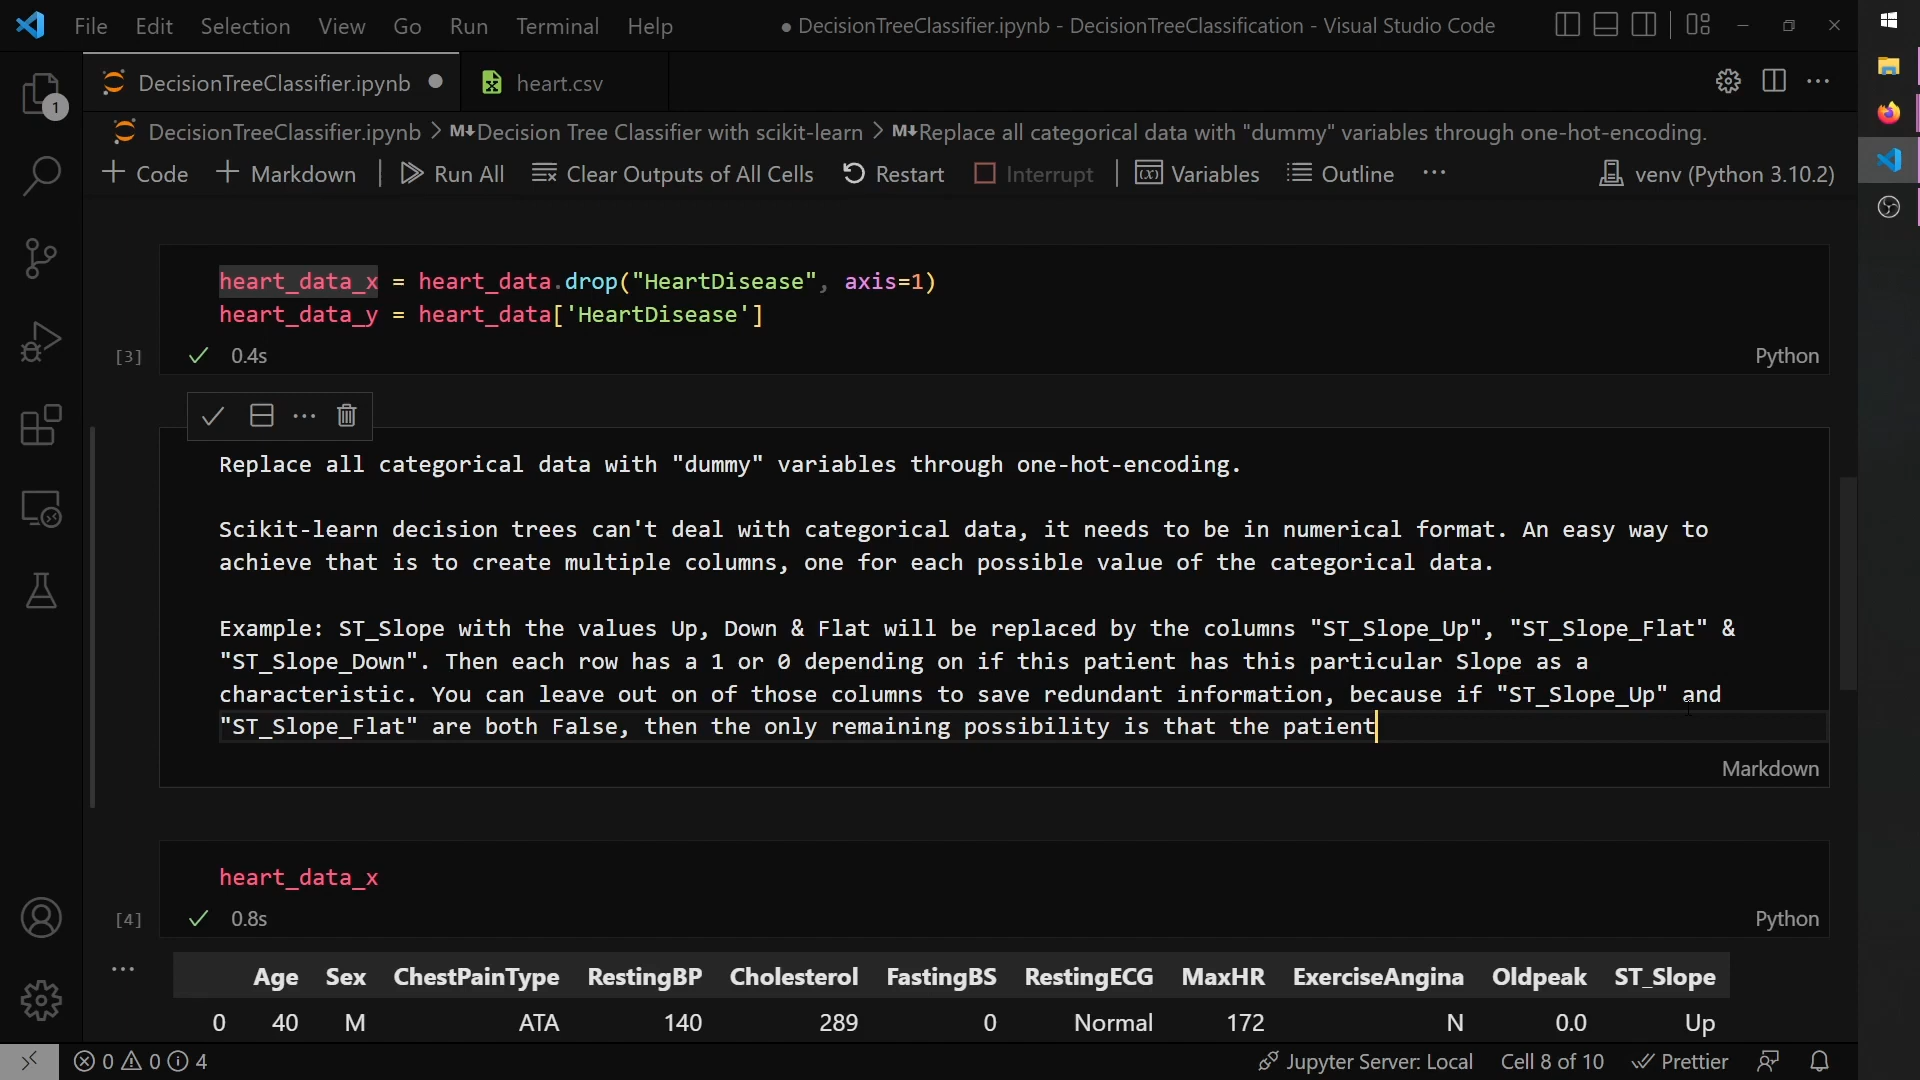 File Edit Selection View Go Run Terminal Help ● DecisionTreeClassifier.ipynb - DecisionTreeClassification - Visual Studio Code
DecisionTreeClassifier.ipynb ● heart.csv
1
DecisionTreeClassifier.ipynb > M↓Decision Tree Classifier with scikit-learn > M↓Replace all categorical data with "dummy" variables through one-hot-encoding.
+ Code + Markdown | Run All Clear Outputs of All Cells Restart Interrupt | Variables Outline ··· venv (Python 3.10.2)
heart_data_x = heart_data.drop("HeartDisease", axis=1)
heart_data_y = heart_data['HeartDisease']
[3] ✓ 0.4s Python
Replace all categorical data with "dummy" variables through one-hot-encoding.
Scikit-learn decision trees can't deal with categorical data, it needs to be in numerical format. An easy way to
achieve that is to create multiple columns, one for each possible value of the categorical data.
Example: ST_Slope with the values Up, Down & Flat will be replaced by the columns "ST_Slope_Up", "ST_Slope_Flat" &
"ST_Slope_Down". Then each row has a 1 or 0 depending on if this patient has this particular Slope as a
characteristic. You can leave out on of those columns to save redundant information, because if "ST_Slope_Up" and
"ST_Slope_Flat" are both False, then the only remaining possibility is that the patient
Markdown
heart_data_x
[4] ✓ 0.8s Python
Age Sex ChestPainType RestingBP Cholesterol FastingBS RestingECG MaxHR ExerciseAngina Oldpeak ST_Slope
0 40 M ATA 140 289 0 Normal 172 N 0.0 Up
0 0 4 Jupyter Server: Local Cell 8 of 10 Prettier